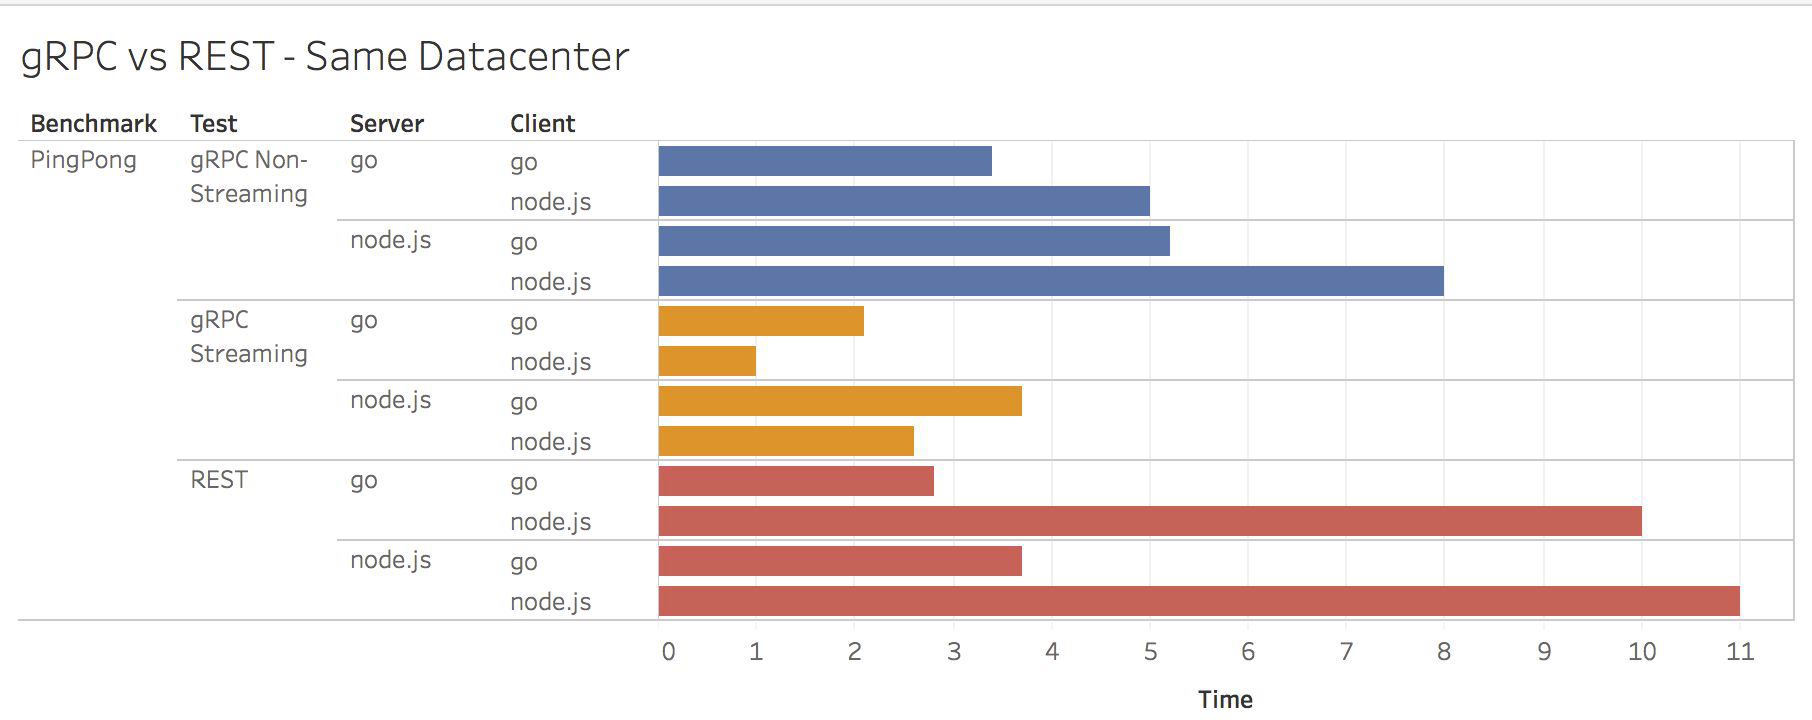 gRPC vs REST - Same Datacenter
Benchmark Test Server Client
PingPong gRPC Non- go go
Streaming node.js
node.js go
node.js
gRPC go go
Streaming node.js
node.js go
node.js
REST go go
node.js
node.js go
node.js
0 1 2 3 4 5 6 7 8 9 10 11
Time